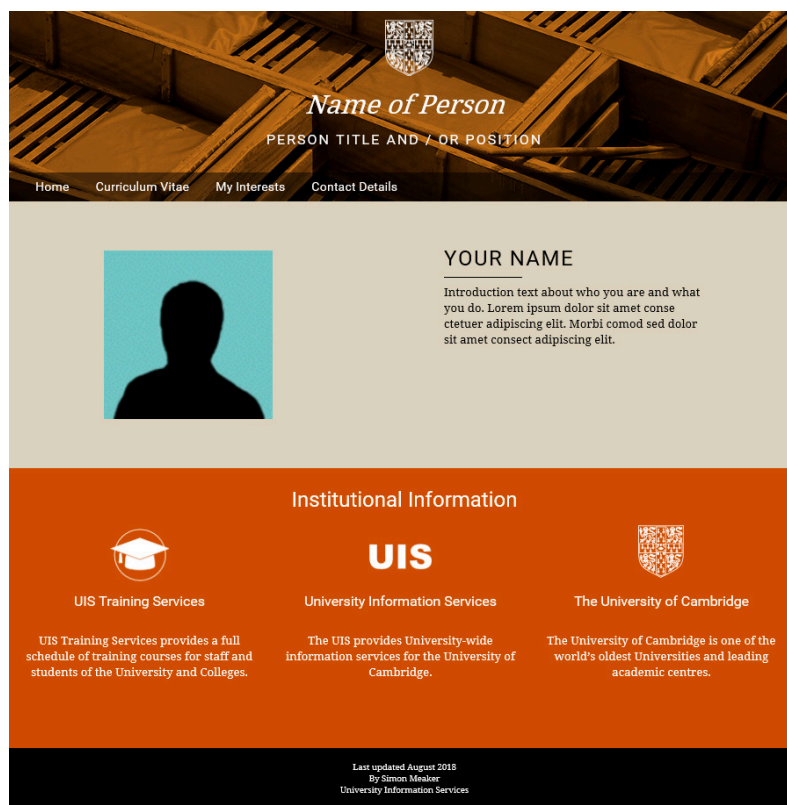 Name of Person
PERSON TITLE AND / OR POSITION
Home Curriculum Vitae My Interests Contact Details
YOUR NAME
Introduction text about who you are and what
you do. Lorem ipsum dolor sit amet conse
ctetuer adipiscing elit. Morbi comod sed dolor
sit amet consect adipiscing elit.
Institutional Information
UIS
UIS Training Services
University Information Services
The University of Cambridge
UIS Training Services provides a full
schedule of training courses for staff and
students of the University and Colleges.
The UIS provides University-wide
information services for the University of
Cambridge.
The University of Cambridge is one of the
world's oldest Universities and leading
academic centres.
Last updated August 2018
By Simon Meaker
University Information Services